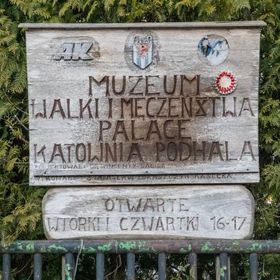 AK
MUZEUM
WALKI I MĘCZEŃSTWA
PALACE
KATOWNIA PODHALA
OTWARTE
WTORKI I CZWARTKI 16-17